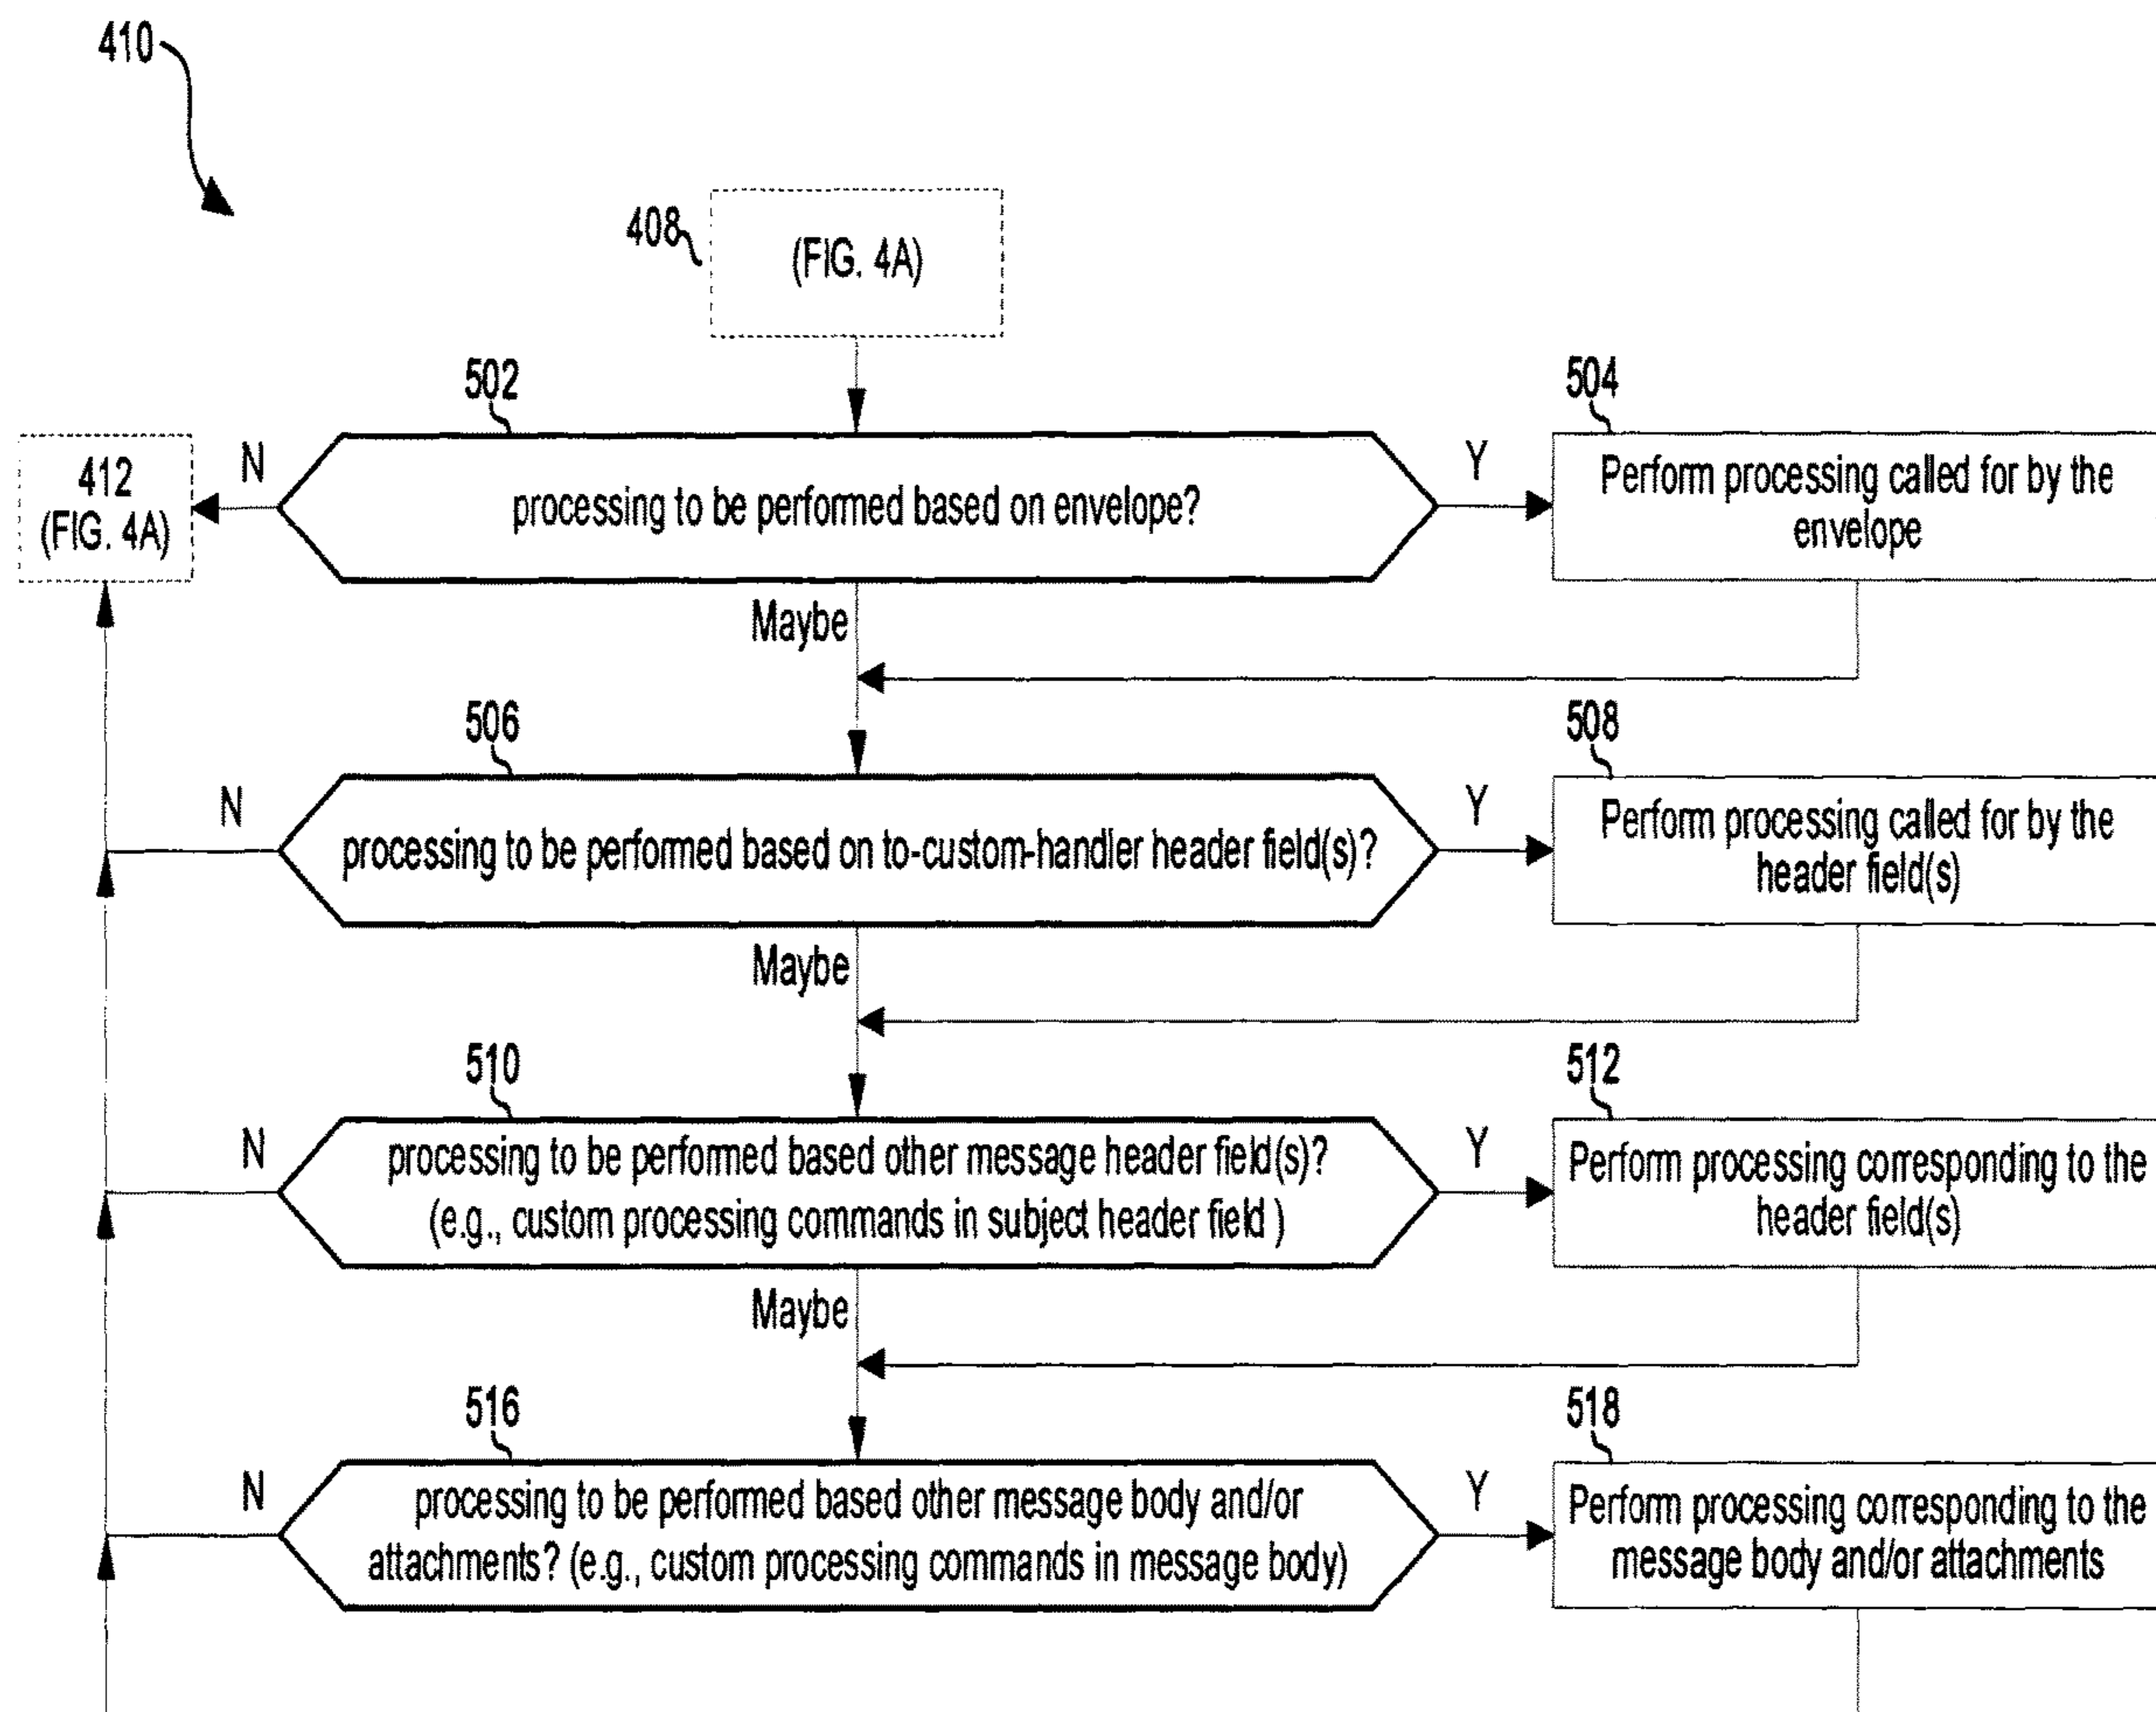 410
408
(FIG. 4A)
502
504
412
(FIG. 4A)
N
processing to be performed based on envelope?
Y
Perform processing called for by the
envelope
Maybe
506
508
N
processing to be performed based on to-custom-handler header field(s)?
Y
Perform processing called for by the
header field(s)
Maybe
510
512
N
processing to be performed based other message header field(s)?
(e.g., custom processing commands in subject header field )
Y
Perform processing corresponding to the
header field(s)
Maybe
516
518
N
processing to be performed based other message body and/or
attachments? (e.g., custom processing commands in message body)
Y
Perform processing corresponding to the
message body and/or attachments